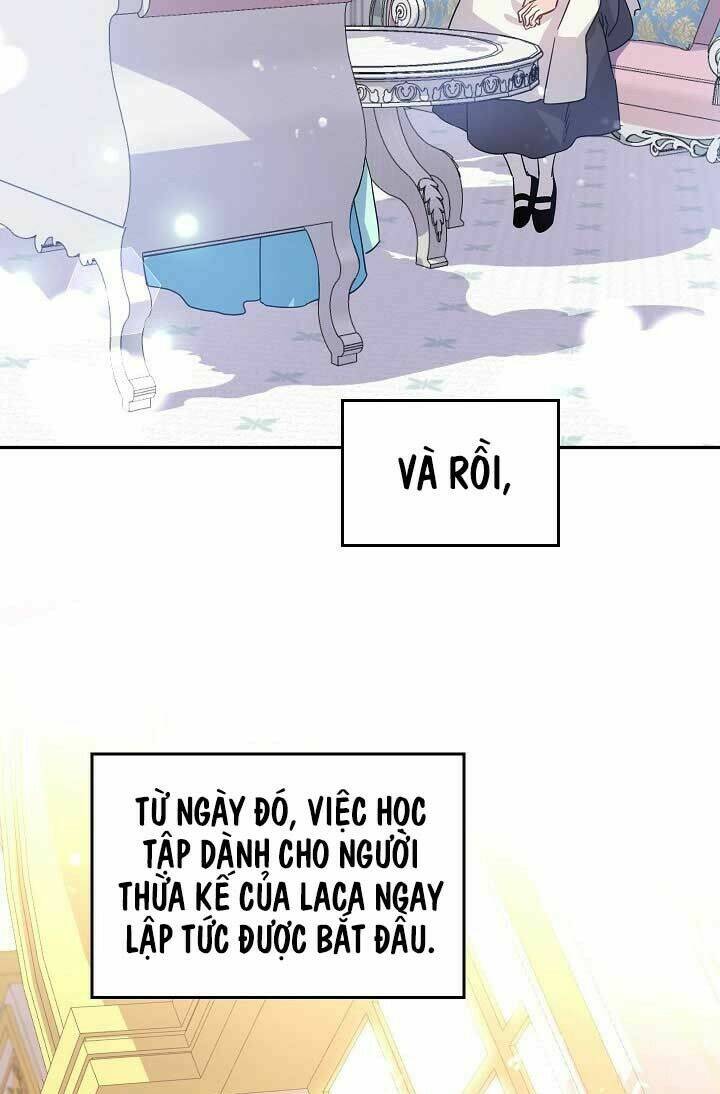 VÀ RỒI,
TỪ NGÀY ĐÓ, VIỆC HỌC
TẬP DÀNH CHO NGƯỜI
THỪA KẾ CỦA LACA NGAY
LẬP TỨC ĐƯỢC BẮT ĐẦU.